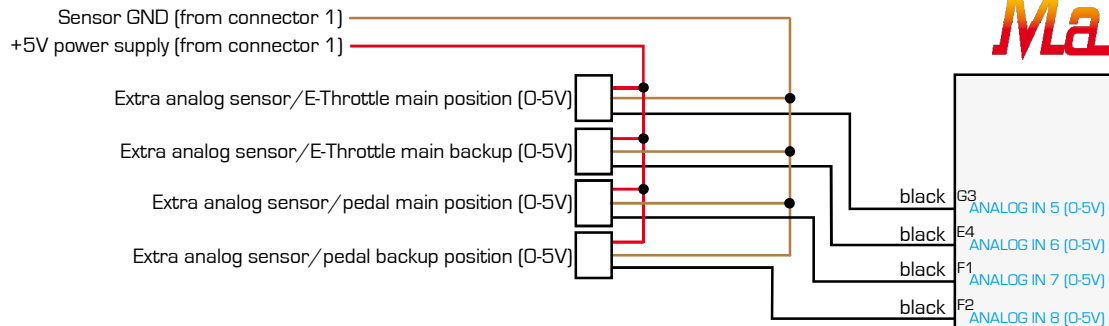 Sensor GND (from connector 1)
+5V power supply (from connector 1)
Ma
Extra analog sensor/E-Throttle main position (0-5V)
Extra analog sensor/E-Throttle main backup (0-5V)
Extra analog sensor/pedal main position (0-5V)
Extra analog sensor/pedal backup position (0-5V)
black G3 ANALOG IN 5 (0-5V)
black E4 ANALOG IN 6 (0-5V)
black F1 ANALOG IN 7 (0-5V)
black F2 ANALOG IN 8 (0-5V)